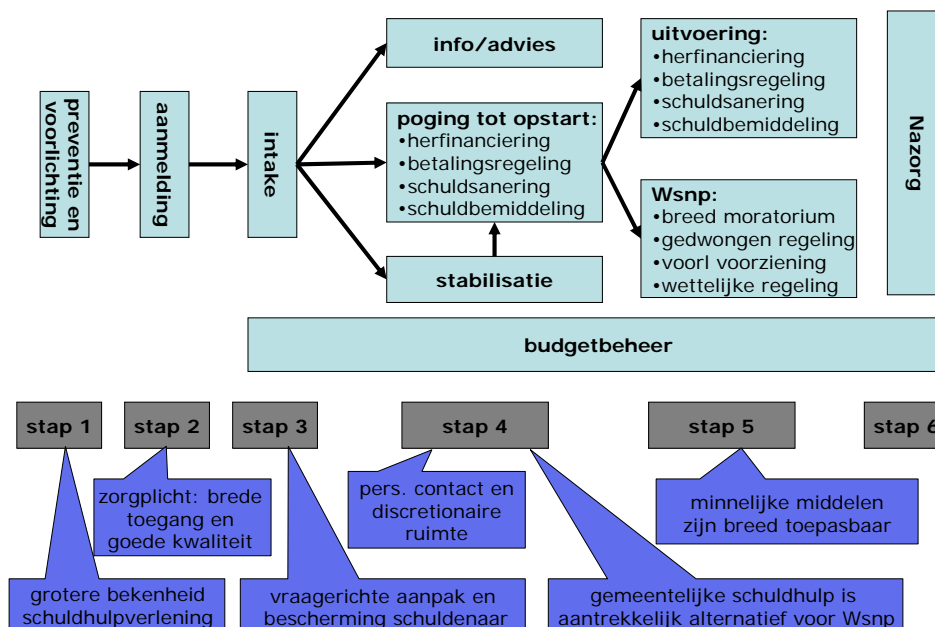 preventie en
voorlichting
aanmelding
intake
info/advies
poging tot opstart:
•herfinanciering
•betalingsregeling
•schuldsanering
•schuldbemiddeling
stabilisatie
uitvoering:
•herfinanciering
•betalingsregeling
•schuldsanering
•schuldbemiddeling
Wsnp:
•breed moratorium
•gedwongen regeling
•voorl voorziening
•wettelijke regeling
Nazorg
budgetbeheer
stap 1
stap 2
stap 3
stap 4
stap 5
stap 6
zorgplicht: brede
toegang en
goede kwaliteit
pers. contact en
discretionaire
ruimte
minnelijke middelen
zijn breed toepasbaar
grotere bekenheid
schuldhulpverlening
vraagerichte aanpak en
bescherming schuldenaar
gemeentelijke schuldhulp is
aantrekkelijk alternatief voor Wsnp